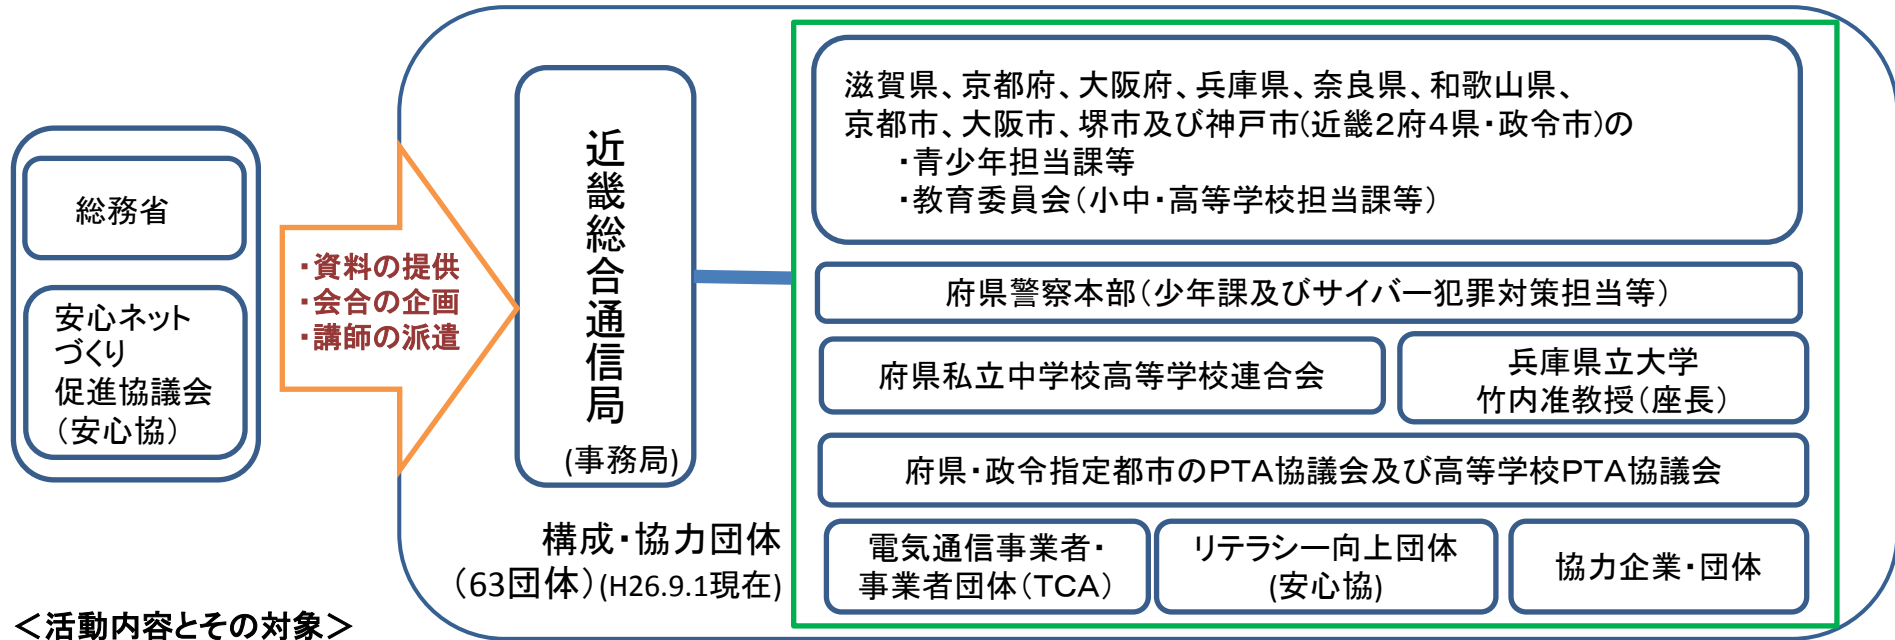 総務省
安心ネット
づくり
促進協議会
(安心協)
・資料の提供
・会合の企画
・講師の派遣
近畿総合通信局
(事務局)
構成・協力団体
(63団体)(H26.9.1現在)
滋賀県、京都府、大阪府、兵庫県、奈良県、和歌山県、
京都市、大阪市、堺市及び神戸市(近畿2府4県・政令市)の
・青少年担当課等
・教育委員会(小中・高等学校担当課等)
府県警察本部(少年課及びサイバー犯罪対策担当等)
府県私立中学校高等学校連合会
兵庫県立大学
竹内准教授(座長)
府県・政令指定都市のPTA協議会及び高等学校PTA協議会
電気通信事業者・
事業者団体(TCA)
リテラシー向上団体
(安心協)
協力企業・団体
<活動内容とその対象>